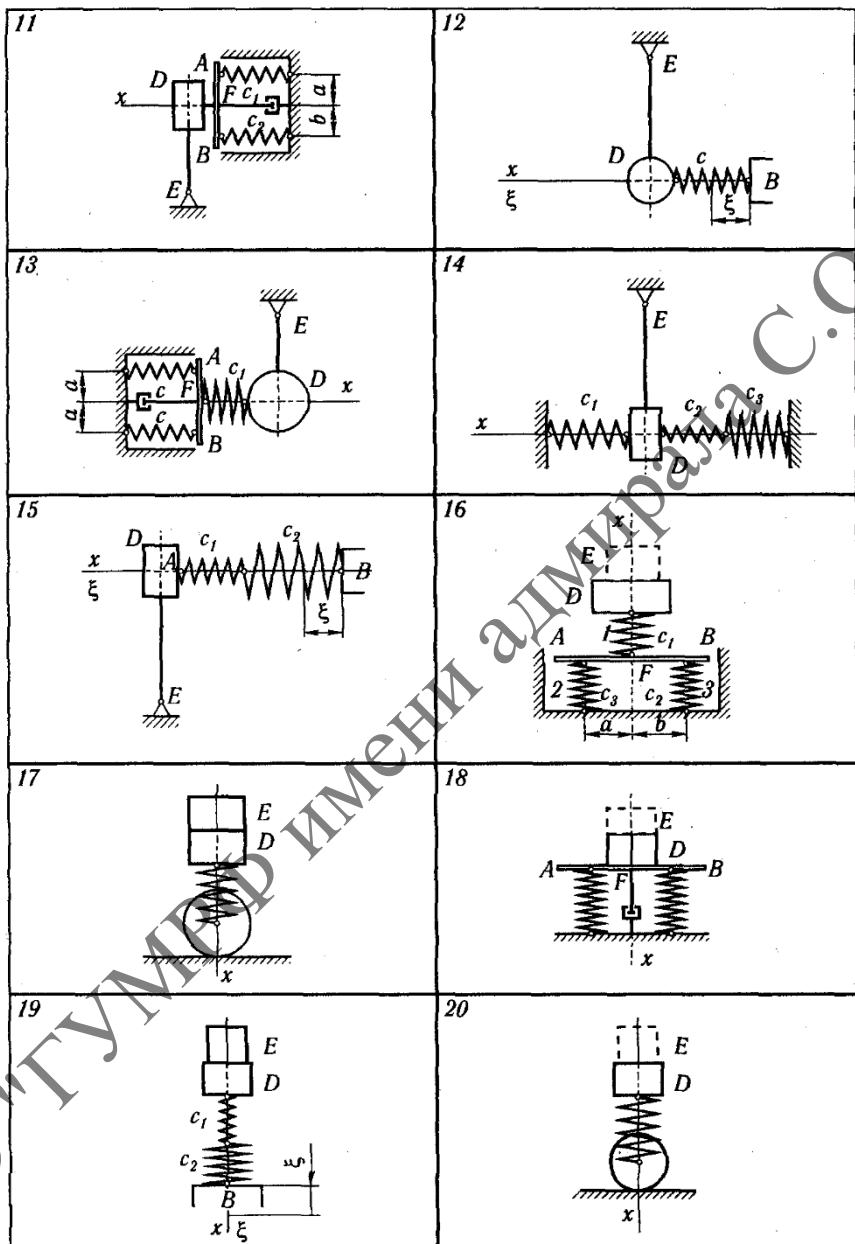 11
A
D
c₁
a
x
F
c₂
b
B
E
12
E
D
c
x
B
ξ
ξ
13
E
A
c₁
D
x
a
c
F
a
c
B
14
E
c₁
c₂
c₃
x
D
15
D
c₁
c₂
x
A
B
ξ
ξ
E
16
x
E
D
A
1
c₁
B
F
2
c₃
c₂
3
a
b
17
E
D
x
18
E
D
A
F
B
x
19
E
D
c₁
c₂
ξ
B
x
ξ
20
E
D
x
"ГУМРФ имени адмирала С.О